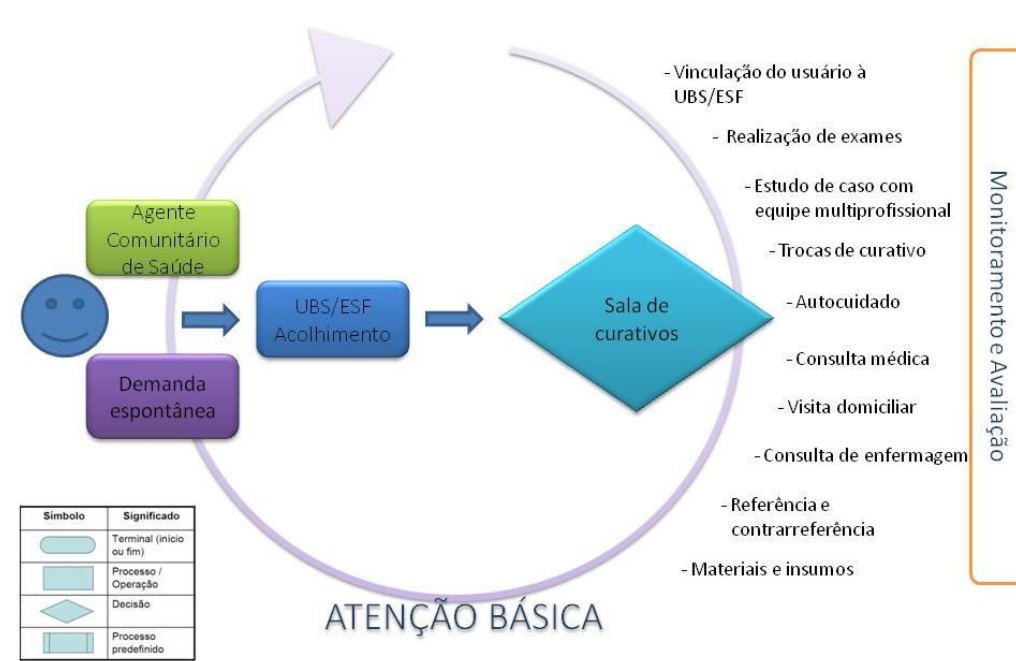 Agente
Comunitário
de Saúde
Demanda
espontânea
UBS/ESF
Acolhimento
Sala de
curativos
- Vinculação do usuário à
UBS/ESF
- Realização de exames
- Estudo de caso com
equipe multiprofissional
- Trocas de curativo
- Autocuidado
- Consulta médica
- Visita domiciliar
- Consulta de enfermagem
- Referência e
contrarreferência
- Materiais e insumos
Monitoramento e Avaliação
Símbolo Significado
Terminal (início
ou fim)
Processo /
Operação
Decisão
Processo
predefinido
ATENÇÃO BÁSICA